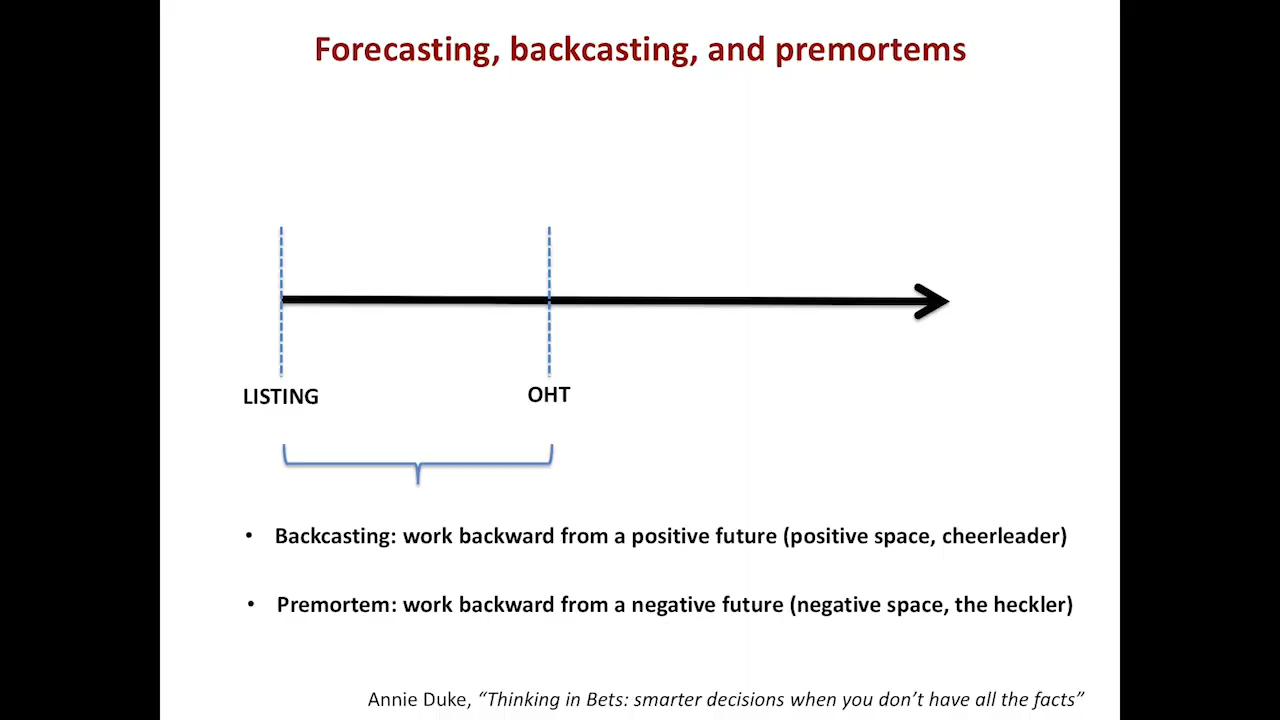 Forecasting, backcasting, and premortems
LISTING
OHT
• Backcasting: work backward from a positive future (positive space, cheerleader)
• Premortem: work backward from a negative future (negative space, the heckler)
Annie Duke, “Thinking in Bets: smarter decisions when you don’t have all the facts”